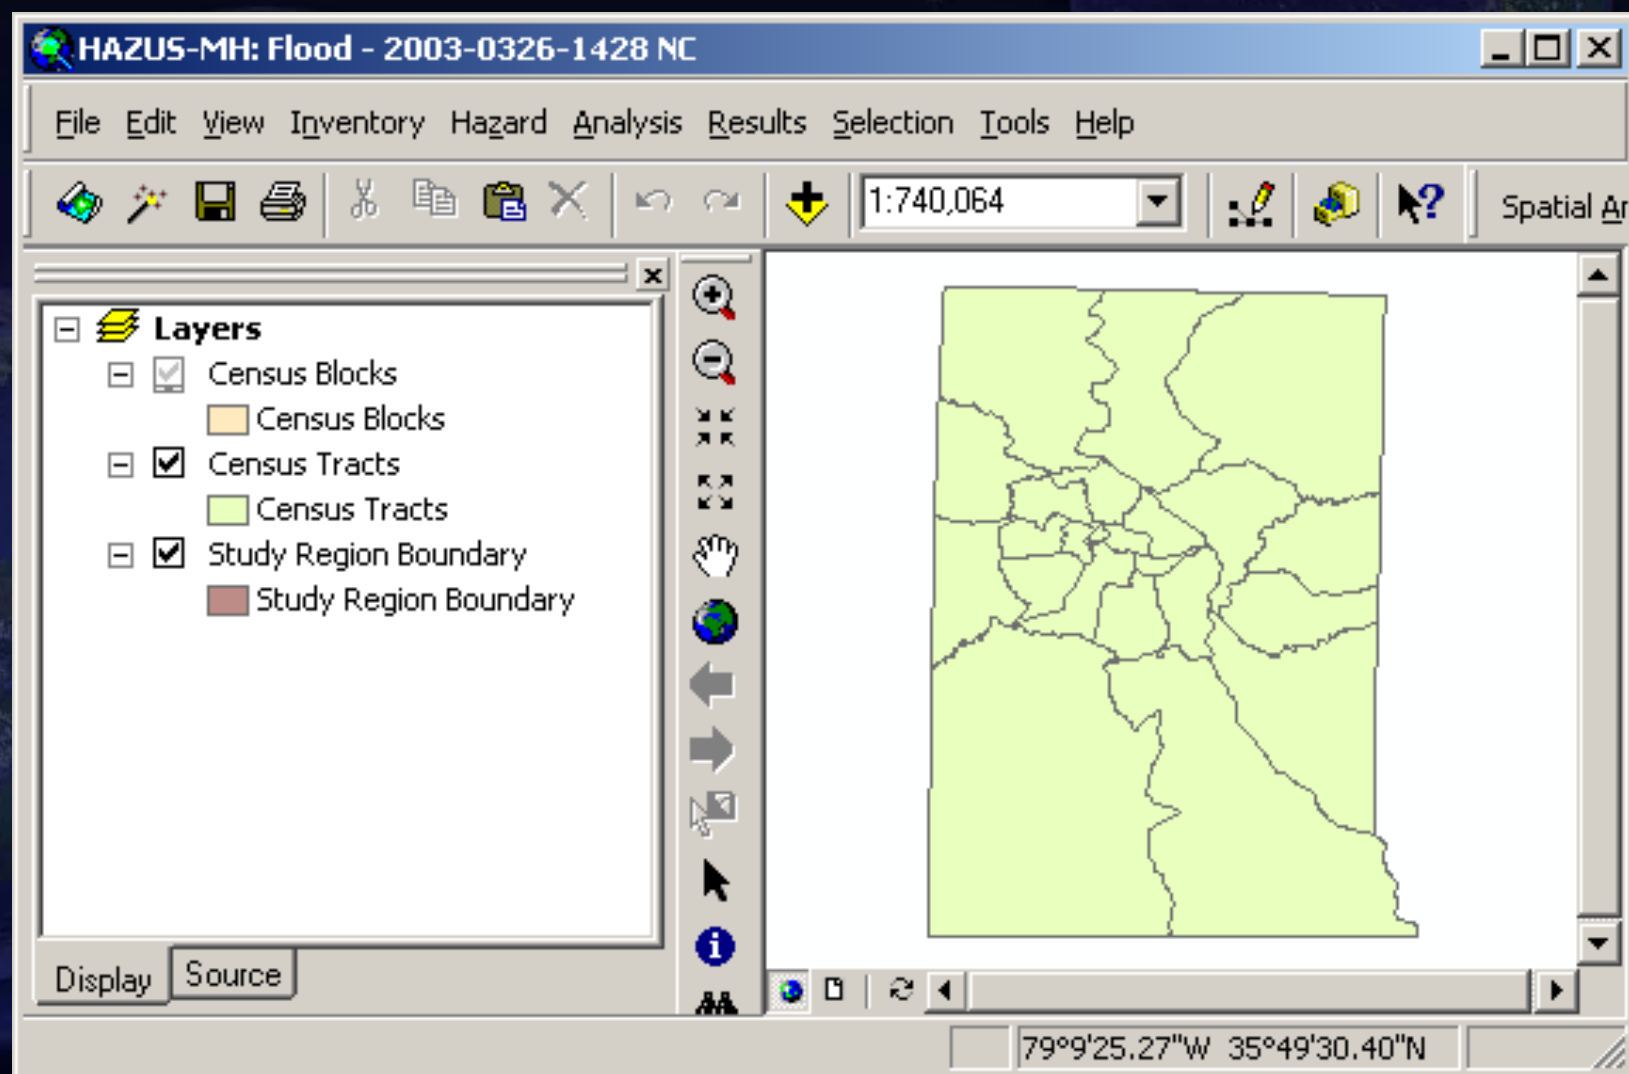 HAZUS-MH: Flood - 2003-0326-1428 NC
File Edit View Inventory Hazard Analysis Results Selection Tools Help
1:740,064
Spatial Ar
Layers
Census Blocks
Census Blocks
Census Tracts
Census Tracts
Study Region Boundary
Study Region Boundary
Display Source
79°9'25.27"W 35°49'30.40"N